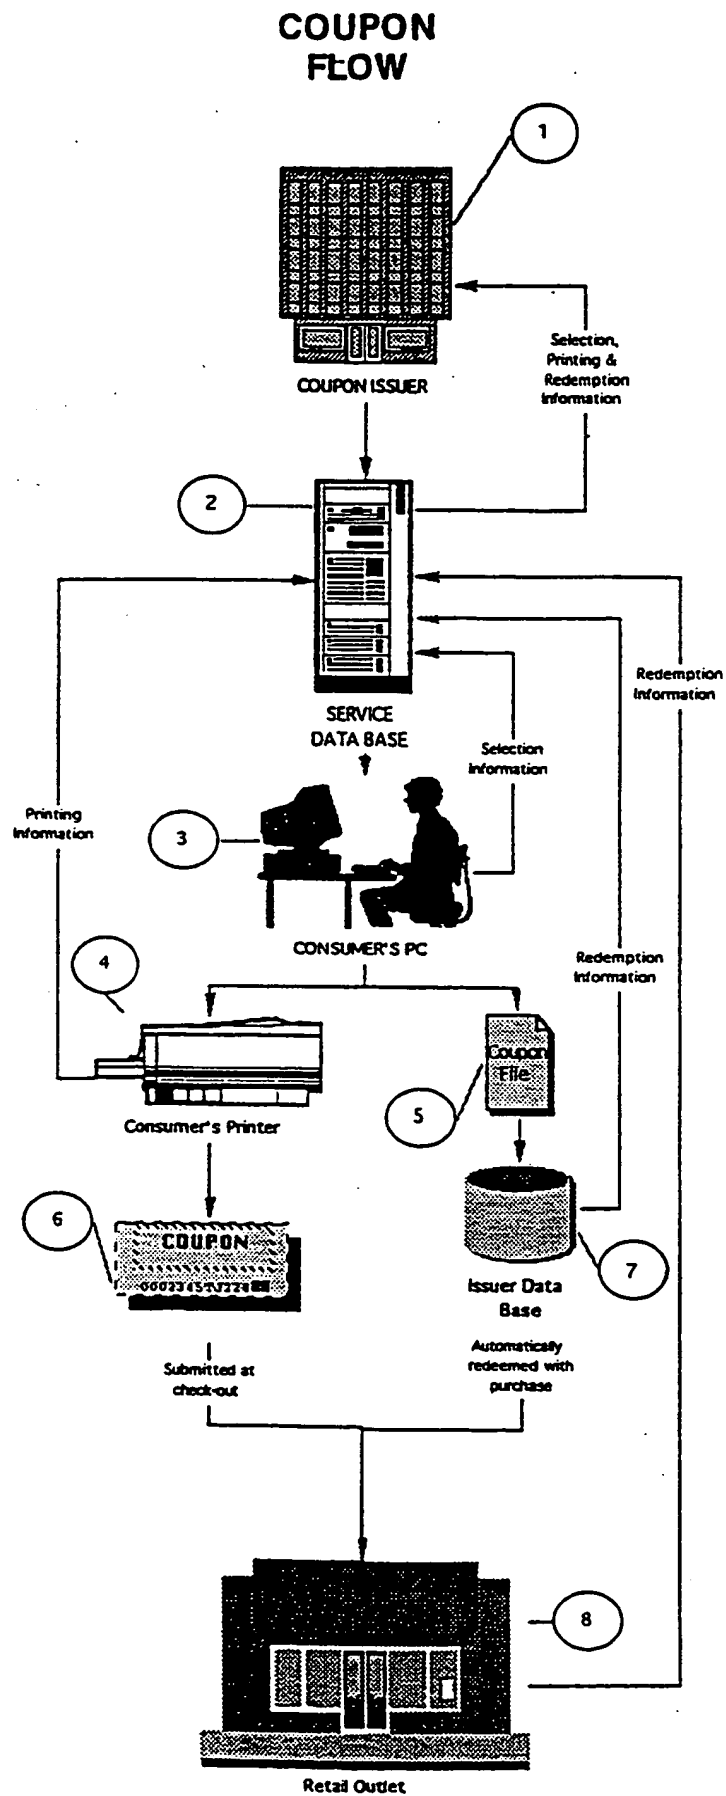 COUPON
FLOW
1
Selection,
Printing &
Redemption
Information
COUPON ISSUER
2
Redemption
Information
SERVICE
DATA BASE
Selection
Information
Printing
Information
3
CONSUMER'S PC
Redemption
Information
4
Coupon
File
5
Consumer's Printer
6
COUPON
7
Issuer Data
Base
Automatically
redeemed with
purchase
Submitted at
check-out
8
Retail Outlet